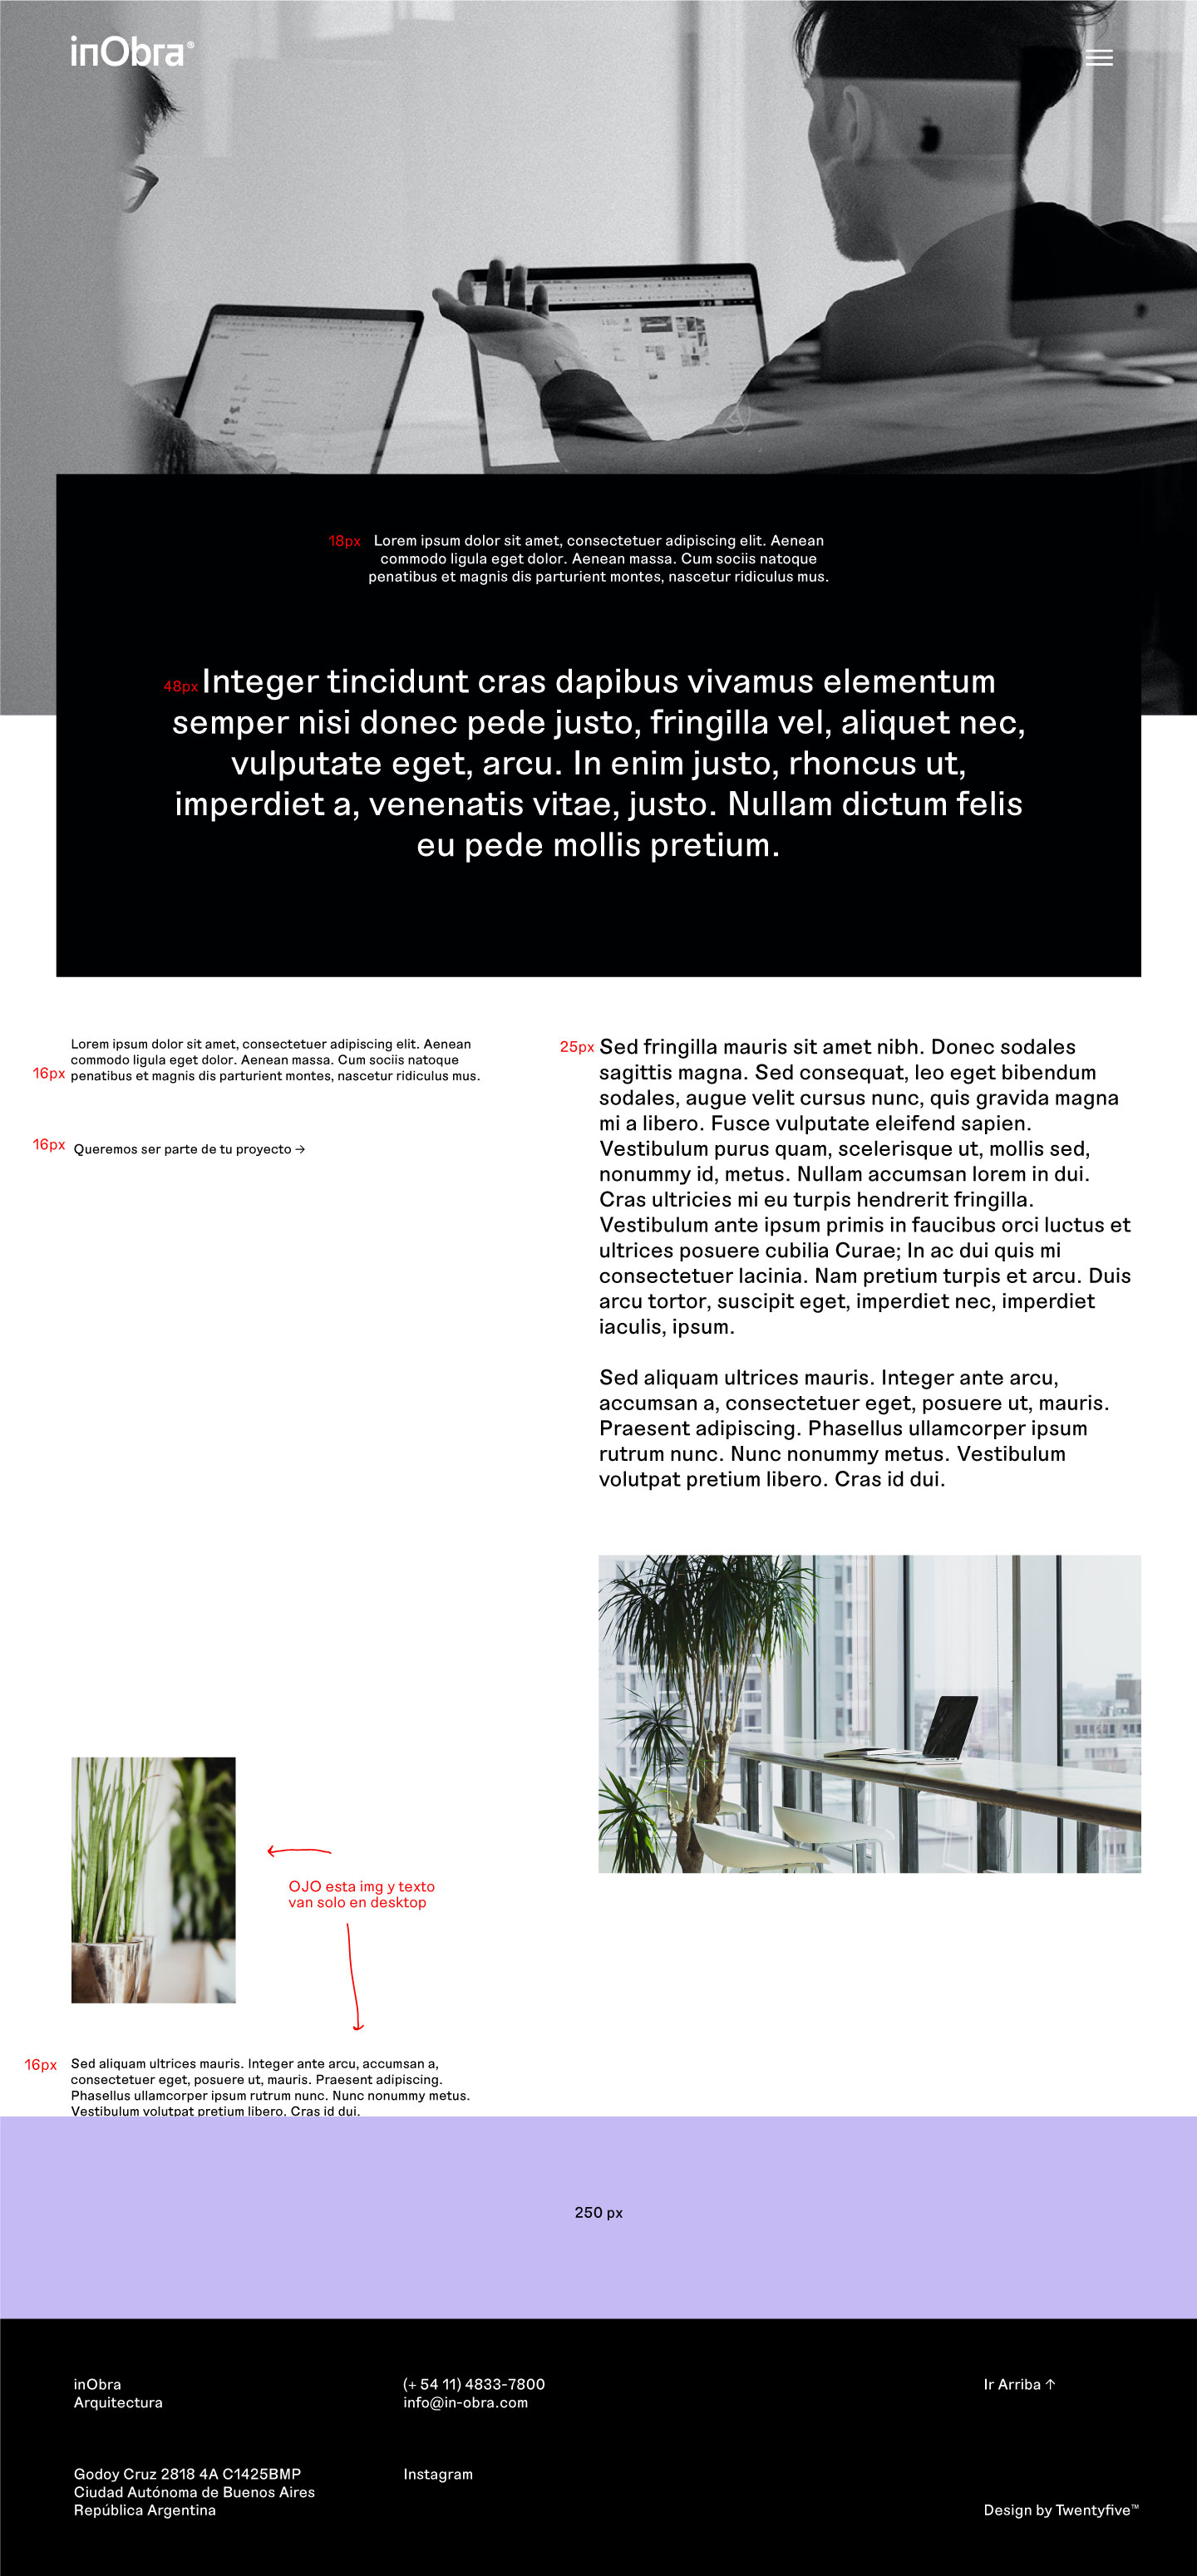 inObra®
18px Lorem ipsum dolor sit amet, consectetuer adipiscing elit. Aenean
commodo ligula eget dolor. Aenean massa. Cum sociis natoque
penatibus et magnis dis parturient montes, nascetur ridiculus mus.
48px Integer tincidunt cras dapibus vivamus elementum
semper nisi donec pede justo, fringilla vel, aliquet nec,
vulputate eget, arcu. In enim justo, rhoncus ut,
imperdiet a, venenatis vitae, justo. Nullam dictum felis
eu pede mollis pretium.
Lorem ipsum dolor sit amet, consectetuer adipiscing elit. Aenean
commodo ligula eget dolor. Aenean massa. Cum sociis natoque
16px penatibus et magnis dis parturient montes, nascetur ridiculus mus.
16px Queremos ser parte de tu proyecto →
25px Sed fringilla mauris sit amet nibh. Donec sodales
sagittis magna. Sed consequat, leo eget bibendum
sodales, augue velit cursus nunc, quis gravida magna
mi a libero. Fusce vulputate eleifend sapien.
Vestibulum purus quam, scelerisque ut, mollis sed,
nonummy id, metus. Nullam accumsan lorem in dui.
Cras ultricies mi eu turpis hendrerit fringilla.
Vestibulum ante ipsum primis in faucibus orci luctus et
ultrices posuere cubilia Curae; In ac dui quis mi
consectetuer lacinia. Nam pretium turpis et arcu. Duis
arcu tortor, suscipit eget, imperdiet nec, imperdiet
iaculis, ipsum.
Sed aliquam ultrices mauris. Integer ante arcu,
accumsan a, consectetuer eget, posuere ut, mauris.
Praesent adipiscing. Phasellus ullamcorper ipsum
rutrum nunc. Nunc nonummy metus. Vestibulum
volutpat pretium libero. Cras id dui.
OJO esta img y texto
van solo en desktop
16px Sed aliquam ultrices mauris. Integer ante arcu, accumsan a,
consectetuer eget, posuere ut, mauris. Praesent adipiscing.
Phasellus ullamcorper ipsum rutrum nunc. Nunc nonummy metus.
Vestibulum volutpat pretium libero. Cras id dui.
250 px
inObra
Arquitectura
(+ 54 11) 4833-7800
info@in-obra.com
Ir Arriba ↑
Godoy Cruz 2818 4A C1425BMP
Ciudad Autónoma de Buenos Aires
República Argentina
Instagram
Design by Twentyfive™